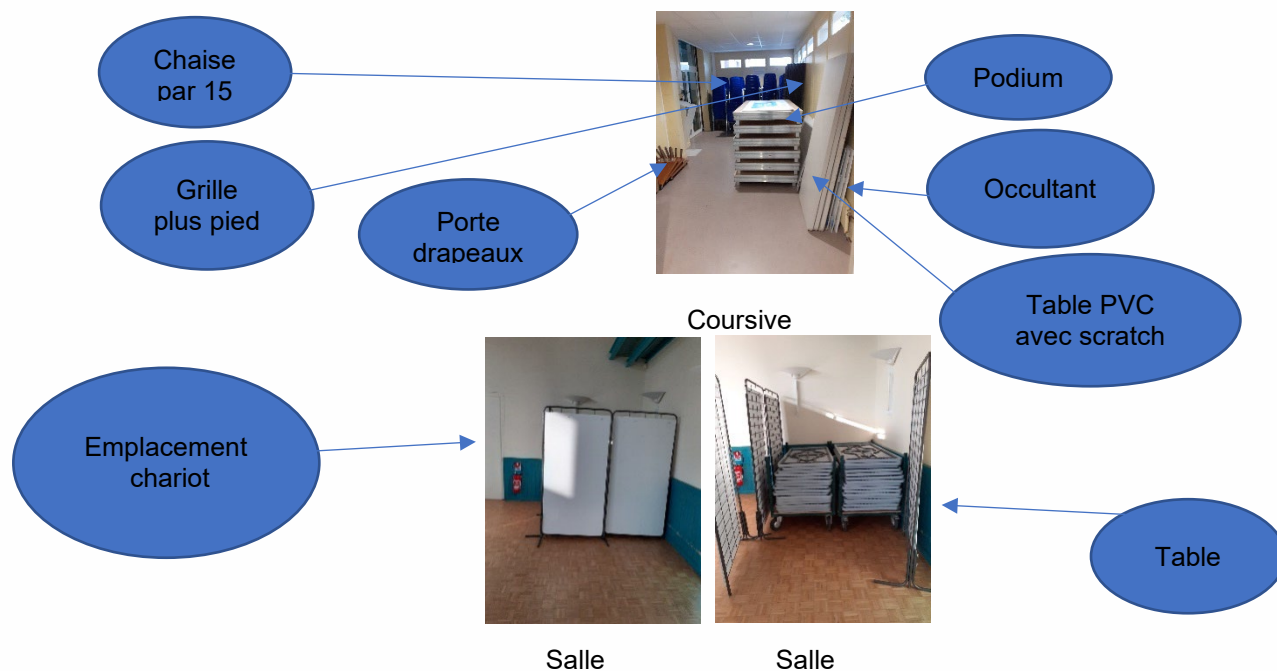 Chaise
par 15
Podium
Grille
plus pied
Porte
drapeaux
Occultant
Table PVC
avec scratch
Coursive
Emplacement
chariot
Table
Salle
Salle